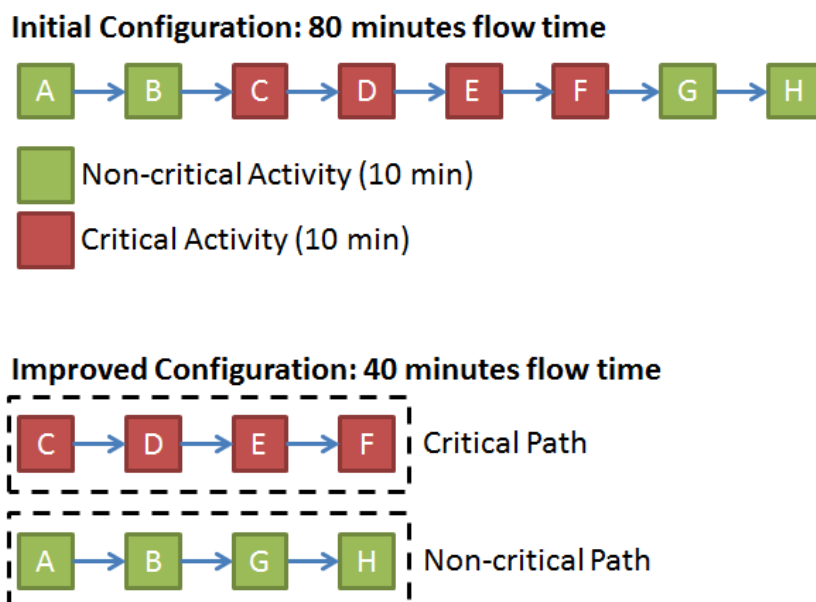 Initial Configuration: 80 minutes flow time
A B C D E F G H
Non-critical Activity (10 min)
Critical Activity (10 min)
Improved Configuration: 40 minutes flow time
C D E F Critical Path
A B G H Non-critical Path